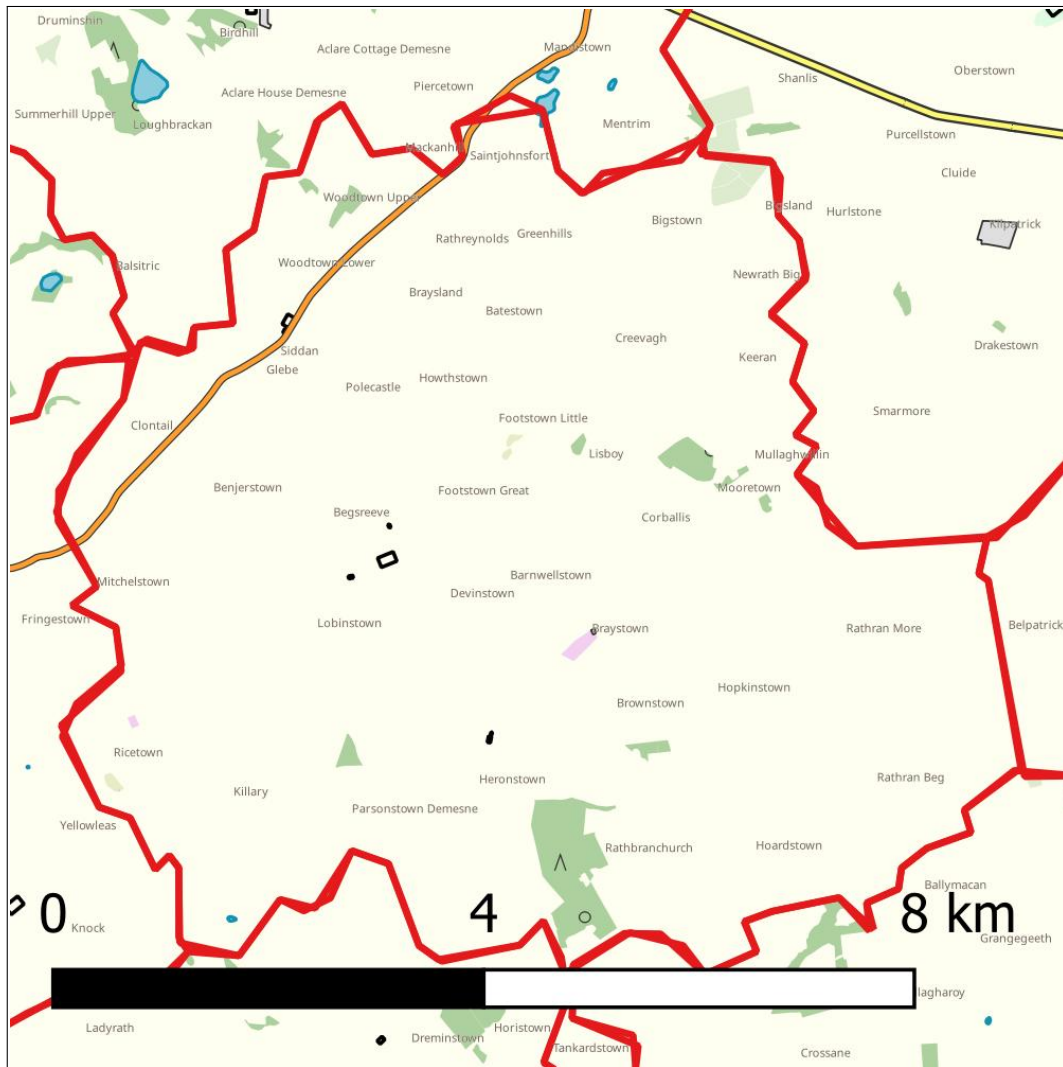 Druminshin
Birdhill
Aclare Cottage Demesne
Shanlis
Oberstown
Piercetown
Aclare House Demesne
Summerhill Upper
Loughbrackan
Mentrim
Purcellstown
Saintjohnsfort
Cluide
Woodtown Upper
Bigsland
Hurlstone
Bigstown
Kilpatrick
Greenhills
Rathreynolds
Woodtown Lower
Balsitric
Newrath Big
Braysland
Batestown
Creevagh
Drakestown
Siddan
Keeran
Glebe
Howthstown
Polecastle
Smarmore
Footstown Little
Clontail
Lisboy
Benjerstown
Footstown Great
Mooretown
Begsreeve
Corballis
Barnwellstown
Mitchelstown
Devinstown
Fringestown
Lobinstown
Braystown
Rathran More
Belpatrick
Hopkinstown
Brownstown
Ricetown
Heronstown
Rathran Beg
Killary
Parsonstown Demesne
Yellowleas
Rathbranchurch
Hoardstown
Ballymacan
0 4 8 km
Knock
Grangegeeth
lagharoy
Ladyrath
Horistown
Dreminstown
Tankardstown
Crossane